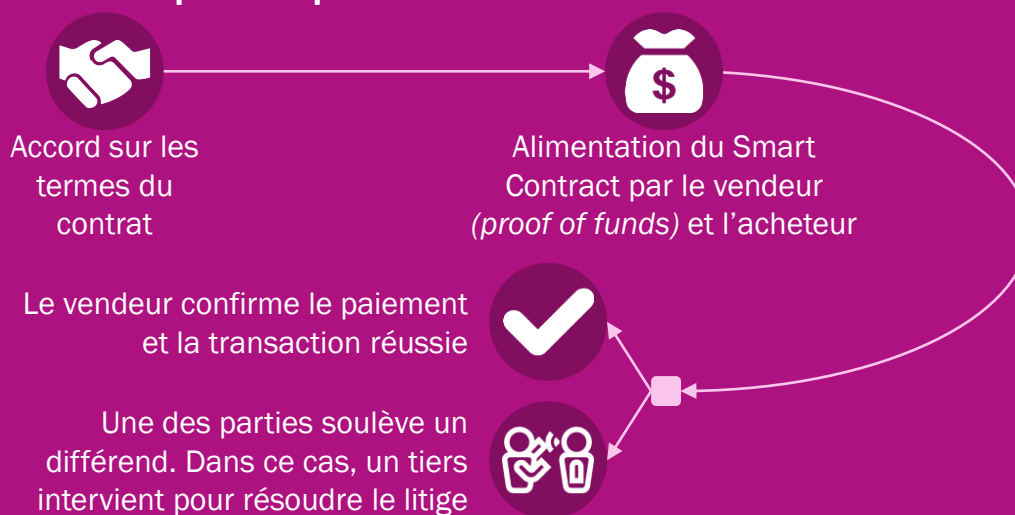 Accord sur les
termes du
contrat
$
Alimentation du Smart
Contract par le vendeur
(proof of funds) et l’acheteur
Le vendeur confirme le paiement
et la transaction réussie
Une des parties soulève un
différend. Dans ce cas, un tiers
intervient pour résoudre le litige